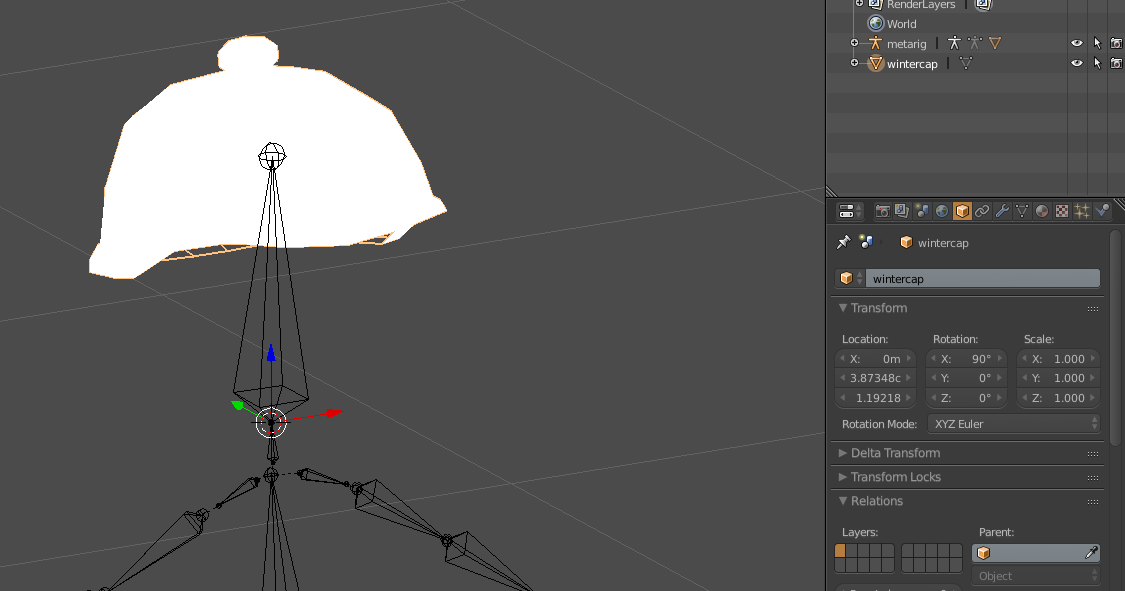 RenderLayers |
World
metarig |
wintercap |
wintercap
wintercap
Transform
Location: Rotation: Scale:
X: 0m X: 90° X: 1.000
3.87348c Y: 0° Y: 1.000
1.19218 Z: 0° Z: 1.000
Rotation Mode: XYZ Euler
Delta Transform
Transform Locks
Relations
Layers: Parent:
Object